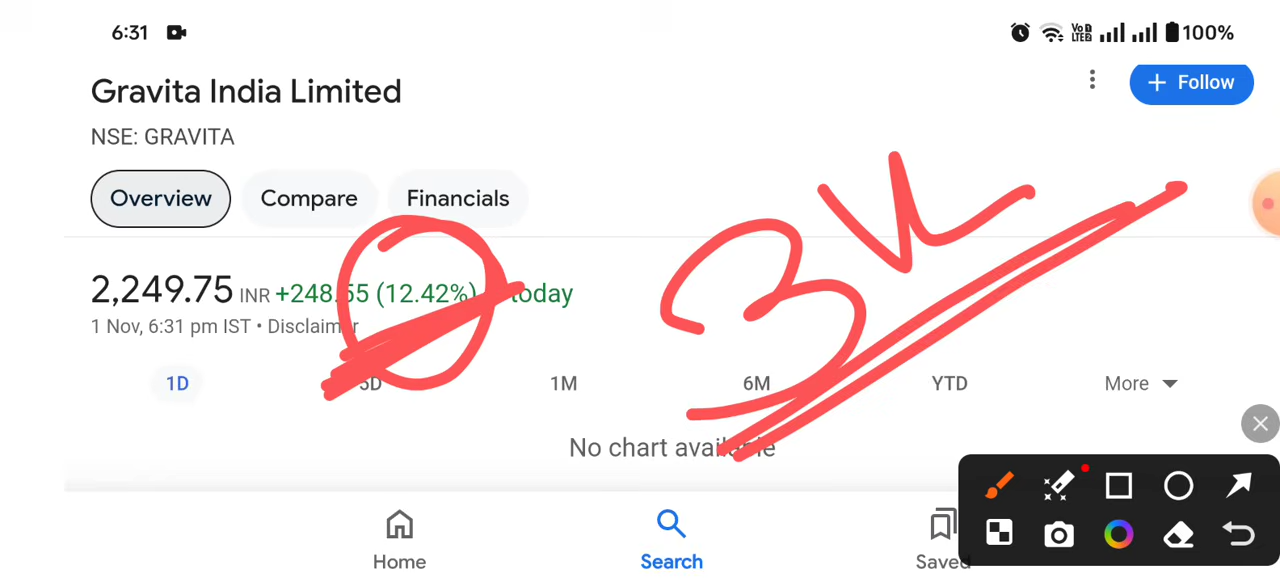 6:31 Vo LTE2 100%
Gravita India Limited
+ Follow
NSE: GRAVITA
Overview Compare Financials
2,249.75 INR +248.55 (12.42%) today
1 Nov, 6:31 pm IST • Disclaimer
3K
1D 5D 1M 6M YTD More
No chart available
Home Search Saved